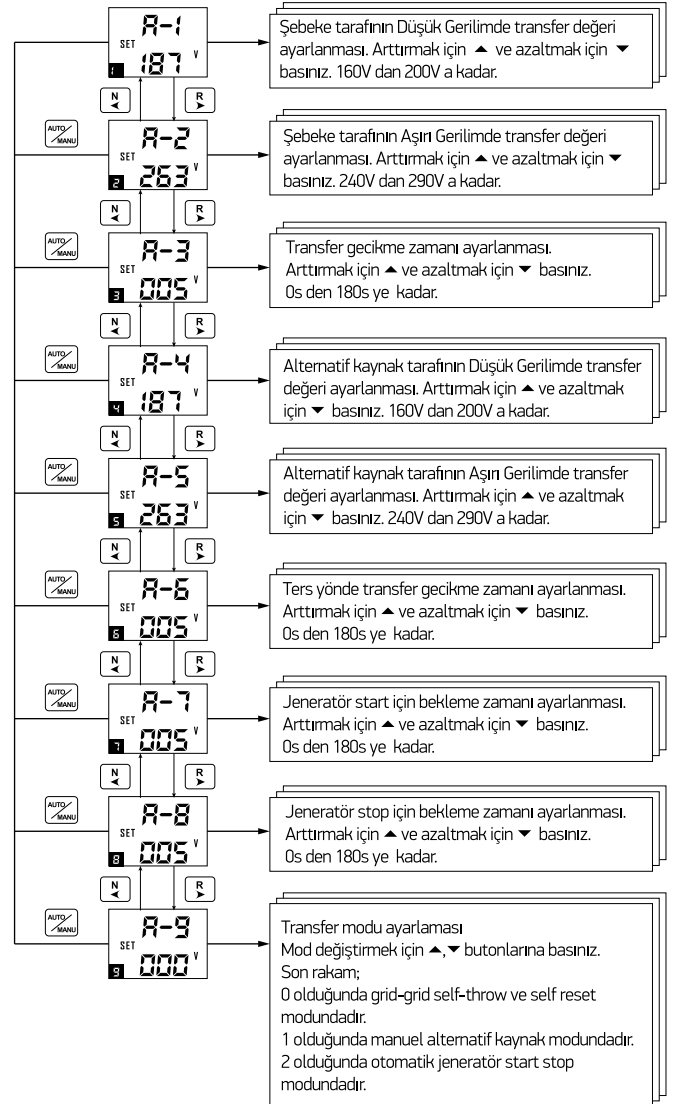 A-1
SET
187 V
1
Şebeke tarafının Düşük Gerilimde transfer değeri
ayarlanması. Arttırmak için ▲ ve azaltmak için ▼
basınız. 160V dan 200V a kadar.
N
R
AUTO/MANU
A-2
SET
263 V
2
Şebeke tarafının Aşırı Gerilimde transfer değeri
ayarlanması. Arttırmak için ▲ ve azaltmak için ▼
basınız. 240V dan 290V a kadar.
N
R
AUTO/MANU
A-3
SET
005 V
3
Transfer gecikme zamanı ayarlanması.
Arttırmak için ▲ ve azaltmak için ▼ basınız.
0s den 180s ye kadar.
N
R
AUTO/MANU
A-4
SET
187 V
4
Alternatif kaynak tarafının Düşük Gerilimde transfer
değeri ayarlanması. Arttırmak için ▲ ve azaltmak
için ▼ basınız. 160V dan 200V a kadar.
N
R
AUTO/MANU
A-5
SET
263 V
5
Alternatif kaynak tarafının Aşırı Gerilimde transfer
değeri ayarlanması. Arttırmak için ▲ ve azaltmak
için ▼ basınız. 240V dan 290V a kadar.
N
R
AUTO/MANU
A-6
SET
005 V
6
Ters yönde transfer gecikme zamanı ayarlanması.
Arttırmak için ▲ ve azaltmak için ▼ basınız.
0s den 180s ye kadar.
N
R
AUTO/MANU
A-7
SET
005 V
7
Jeneratör start için bekleme zamanı ayarlanması.
Arttırmak için ▲ ve azaltmak için ▼ basınız.
0s den 180s ye kadar.
N
R
AUTO/MANU
A-8
SET
005 V
8
Jeneratör stop için bekleme zamanı ayarlanması.
Arttırmak için ▲ ve azaltmak için ▼ basınız.
0s den 180s ye kadar.
N
R
AUTO/MANU
A-9
SET
000 V
9
Transfer modu ayarlaması
Mod değiştirmek için ▲,▼ butonlarına basınız.
Son rakam;
0 olduğunda grid-grid self-throw ve self reset
modundadır.
1 olduğunda manuel alternatif kaynak modundadır.
2 olduğunda otomatik jeneratör start stop
modundadır.